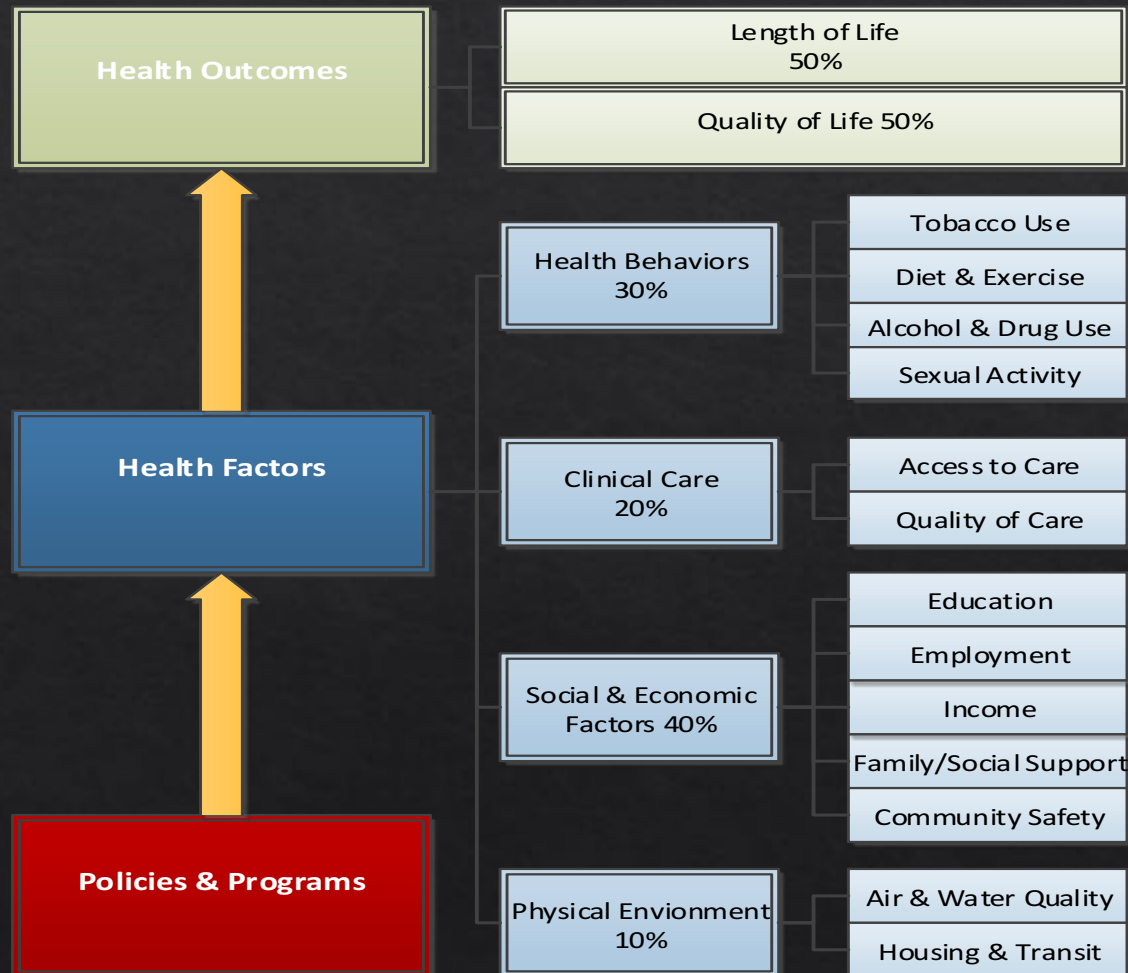 Health Outcomes
Length of Life
50%
Quality of Life 50%
Health Factors
Health Behaviors
30%
Tobacco Use
Diet & Exercise
Alcohol & Drug Use
Sexual Activity
Clinical Care
20%
Access to Care
Quality of Care
Social & Economic
Factors 40%
Education
Employment
Income
Family/Social Support
Community Safety
Policies & Programs
Physical Envionment
10%
Air & Water Quality
Housing & Transit